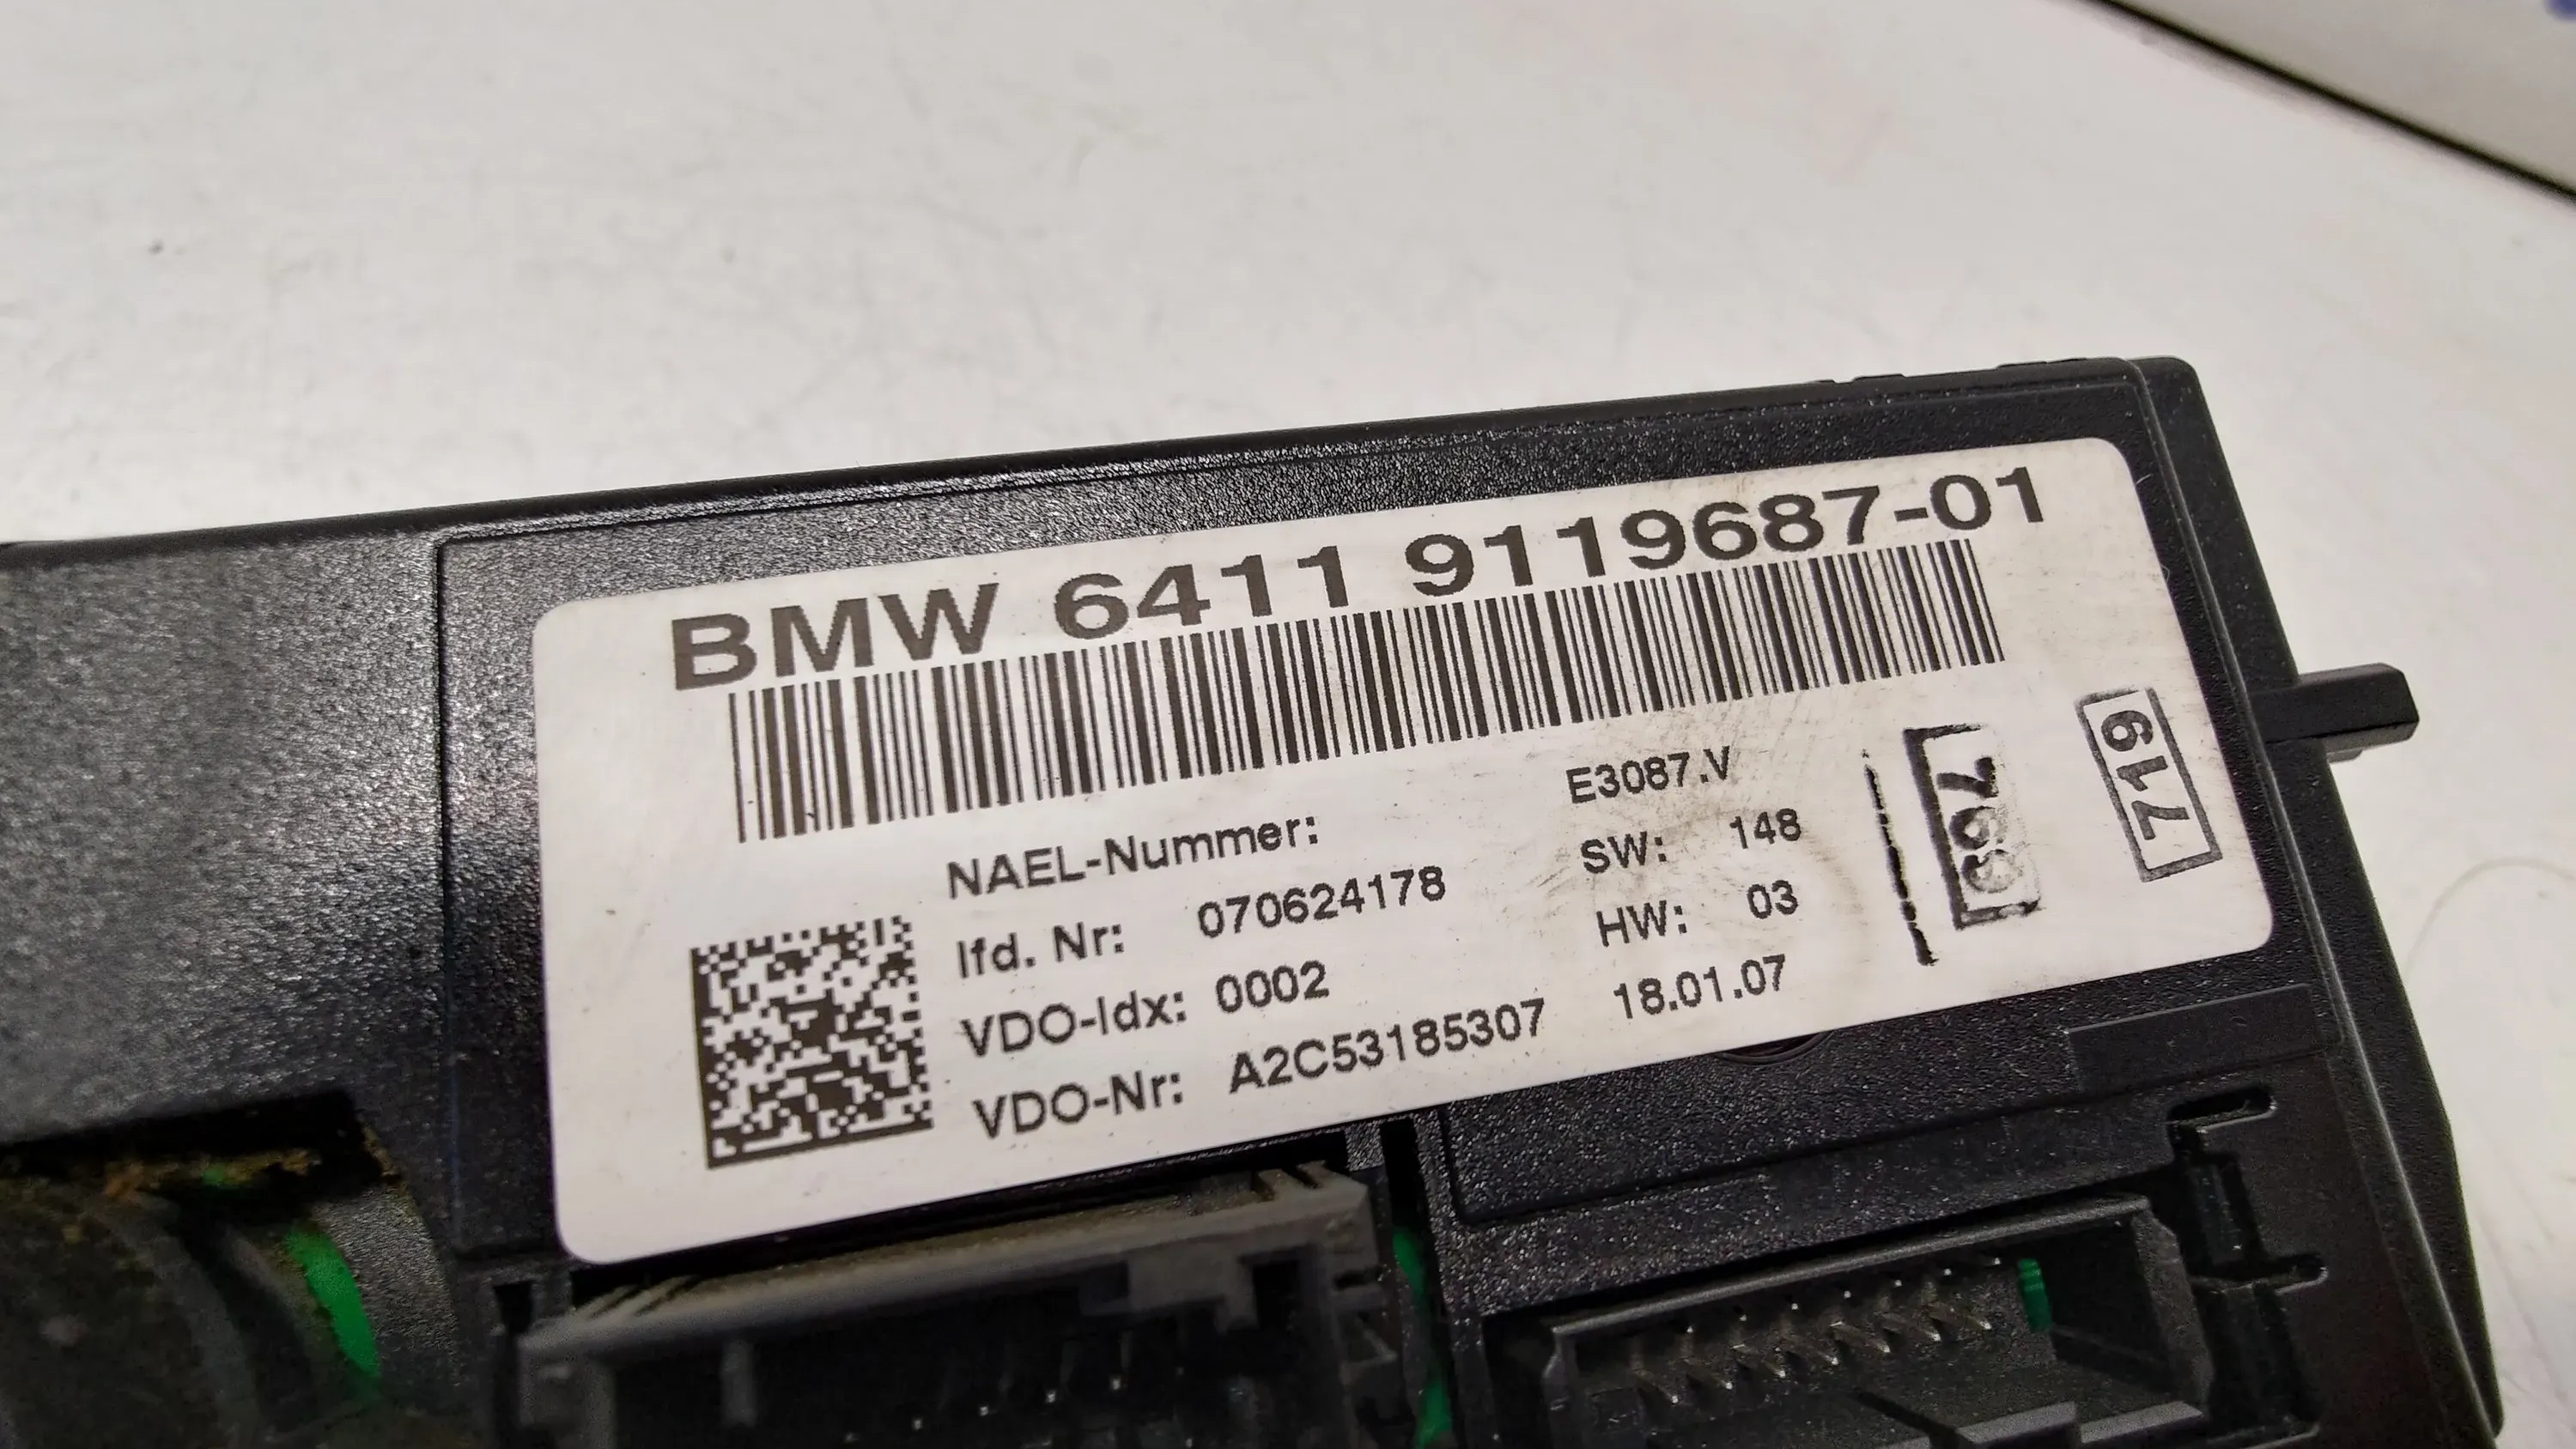 BMW 6411 9119687-01
NAEL-Nummer:
E3087.V
lfd. Nr: 070624178
SW: 148
VDO-Idx: 0002
HW: 03
VDO-Nr: A2C53185307
18.01.07
719